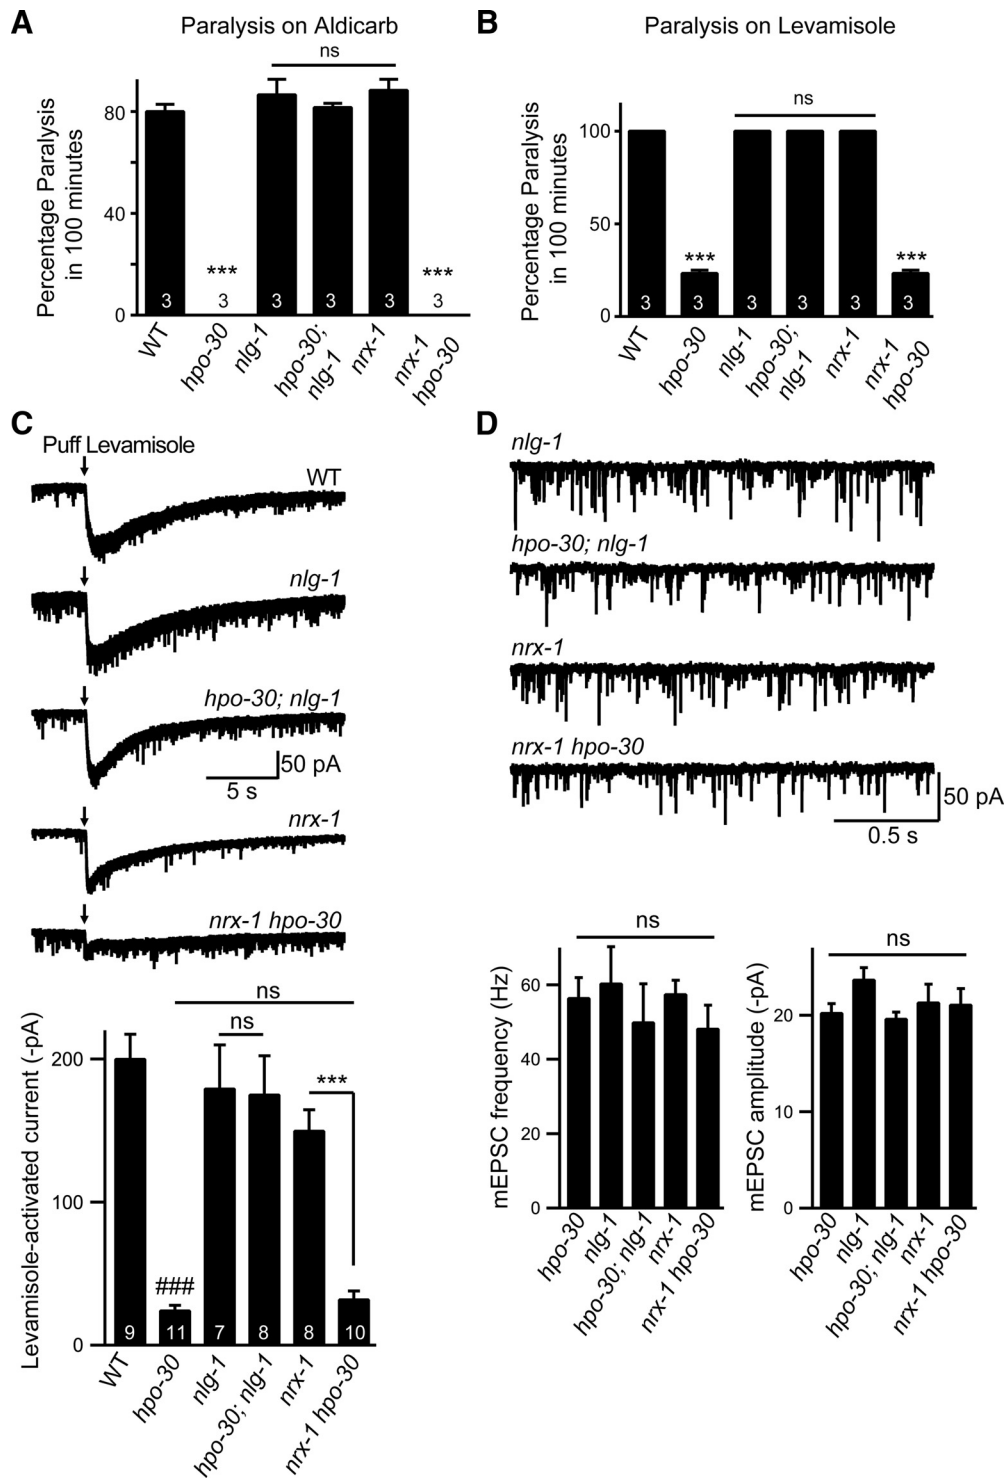 A
Paralysis on Aldicarb
ns
Percentage Paralysis
in 100 minutes
80
40
0
***
***
3
3
3
3
3
3
WT
hpo-30
nlg-1
hpo-30;
nlg-1
nrx-1
nrx-1
hpo-30
B
Paralysis on Levamisole
ns
Percentage Paralysis
in 100 minutes
100
50
0
***
***
3
3
3
3
3
3
WT
hpo-30
nlg-1
hpo-30;
nlg-1
nrx-1
nrx-1
hpo-30
C
Puff Levamisole
WT
nlg-1
hpo-30; nlg-1
50 pA
5 s
nrx-1
nrx-1 hpo-30
ns
ns
***
###
Levamisole-activated current (-pA)
200
100
0
9
11
7
8
8
10
WT
hpo-30
nlg-1
hpo-30; nlg-1
nrx-1
nrx-1 hpo-30
D
nlg-1
hpo-30; nlg-1
nrx-1
nrx-1 hpo-30
50 pA
0.5 s
ns
mEPSC frequency (Hz)
60
40
20
0
hpo-30
nlg-1
hpo-30; nlg-1
nrx-1
nrx-1 hpo-30
ns
mEPSC amplitude (-pA)
20
10
0
hpo-30
nlg-1
hpo-30; nlg-1
nrx-1
nrx-1 hpo-30